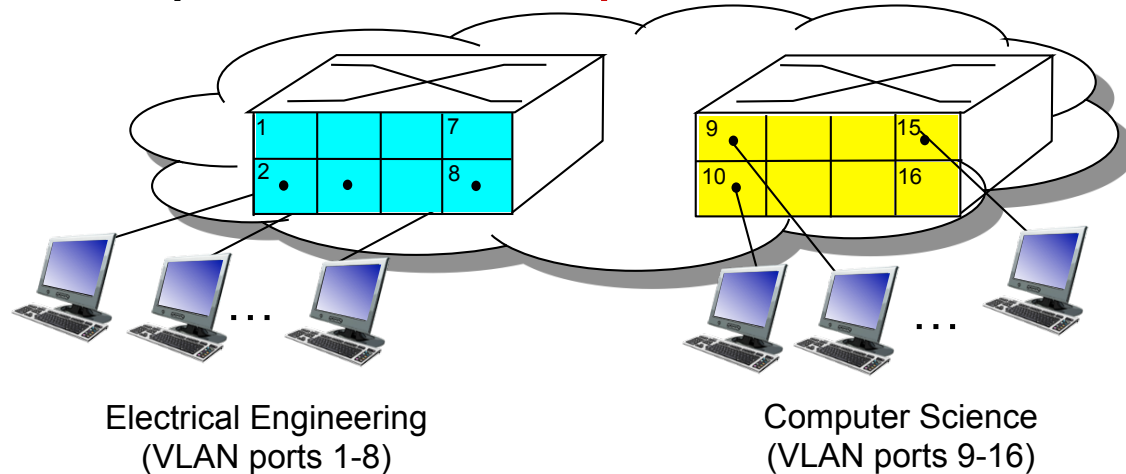 1
7
2
8
9
15
10
16
...
...
Electrical Engineering
(VLAN ports 1-8)
Computer Science
(VLAN ports 9-16)